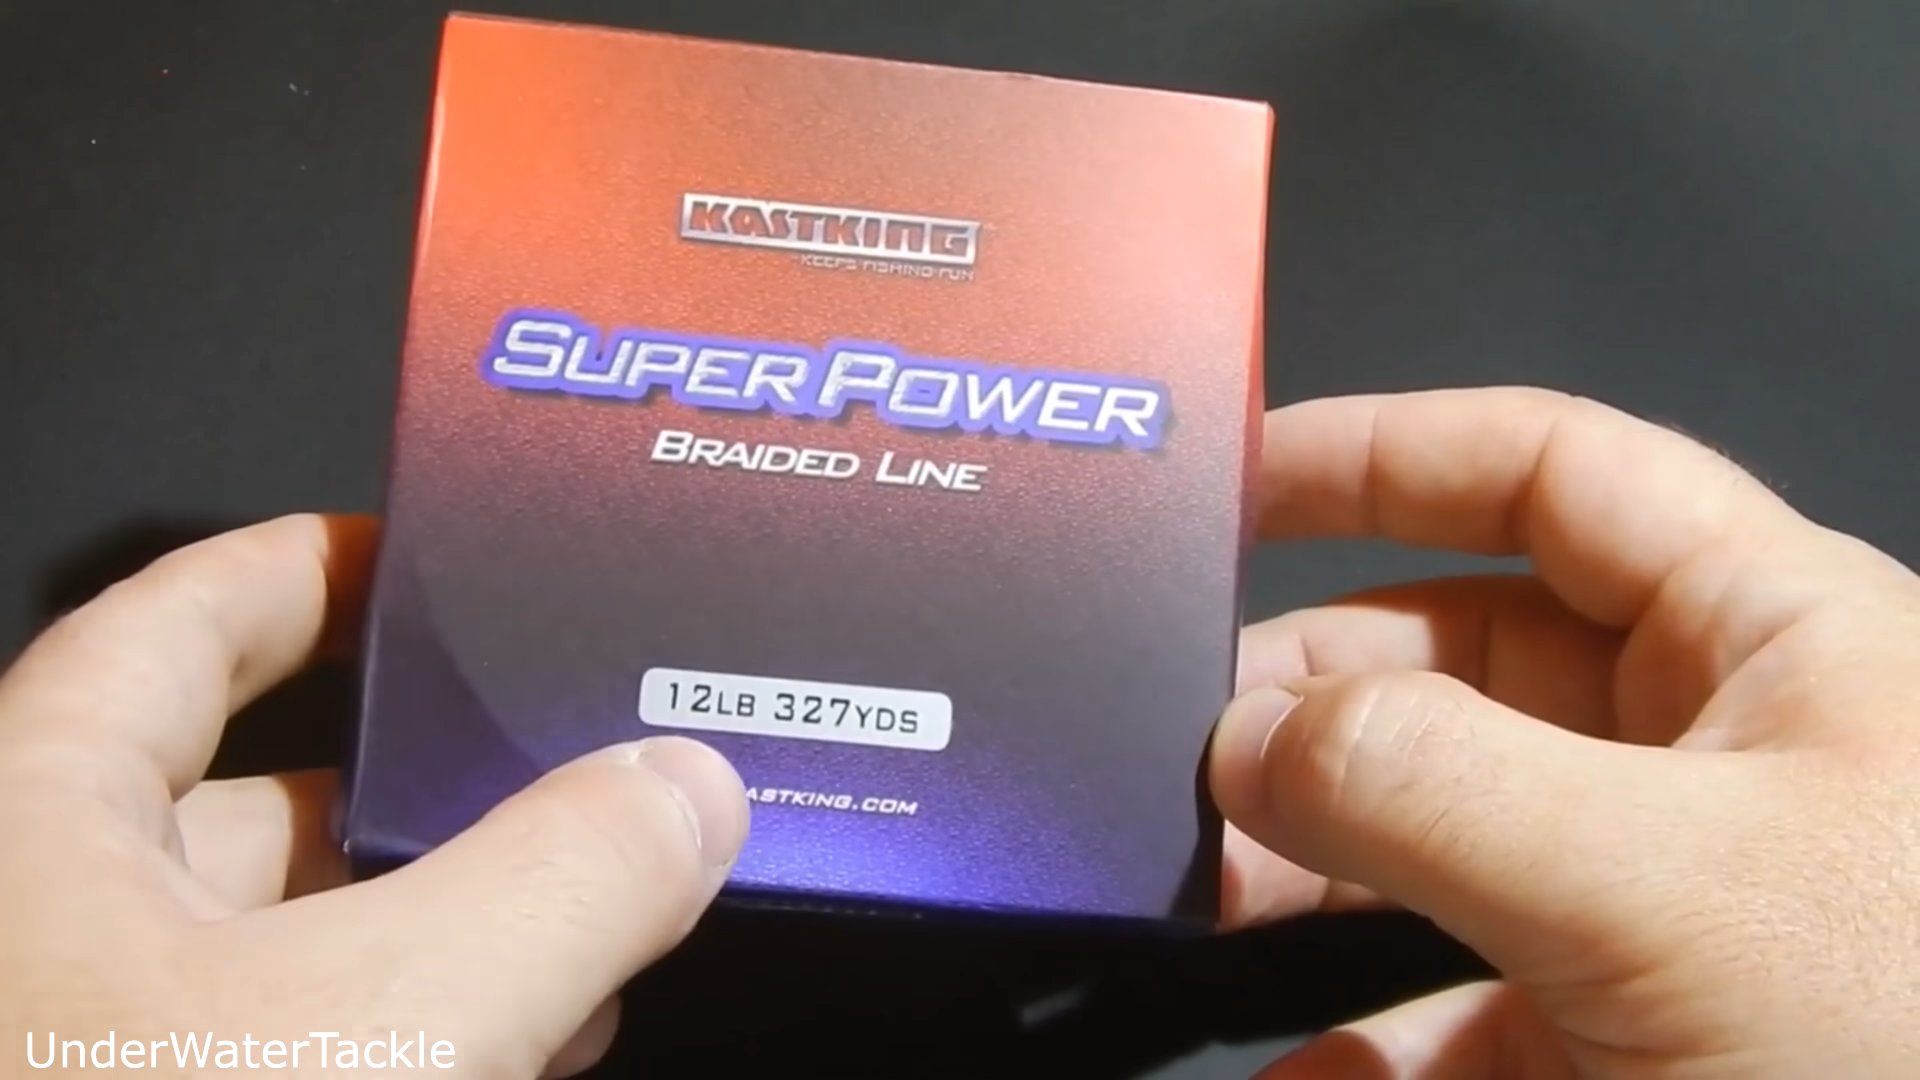 KASTKING
KEEPS FISHING FUN
SUPER POWER
BRAIDED LINE
12LB 327YDS
ASTKING.COM
UnderWaterTackle